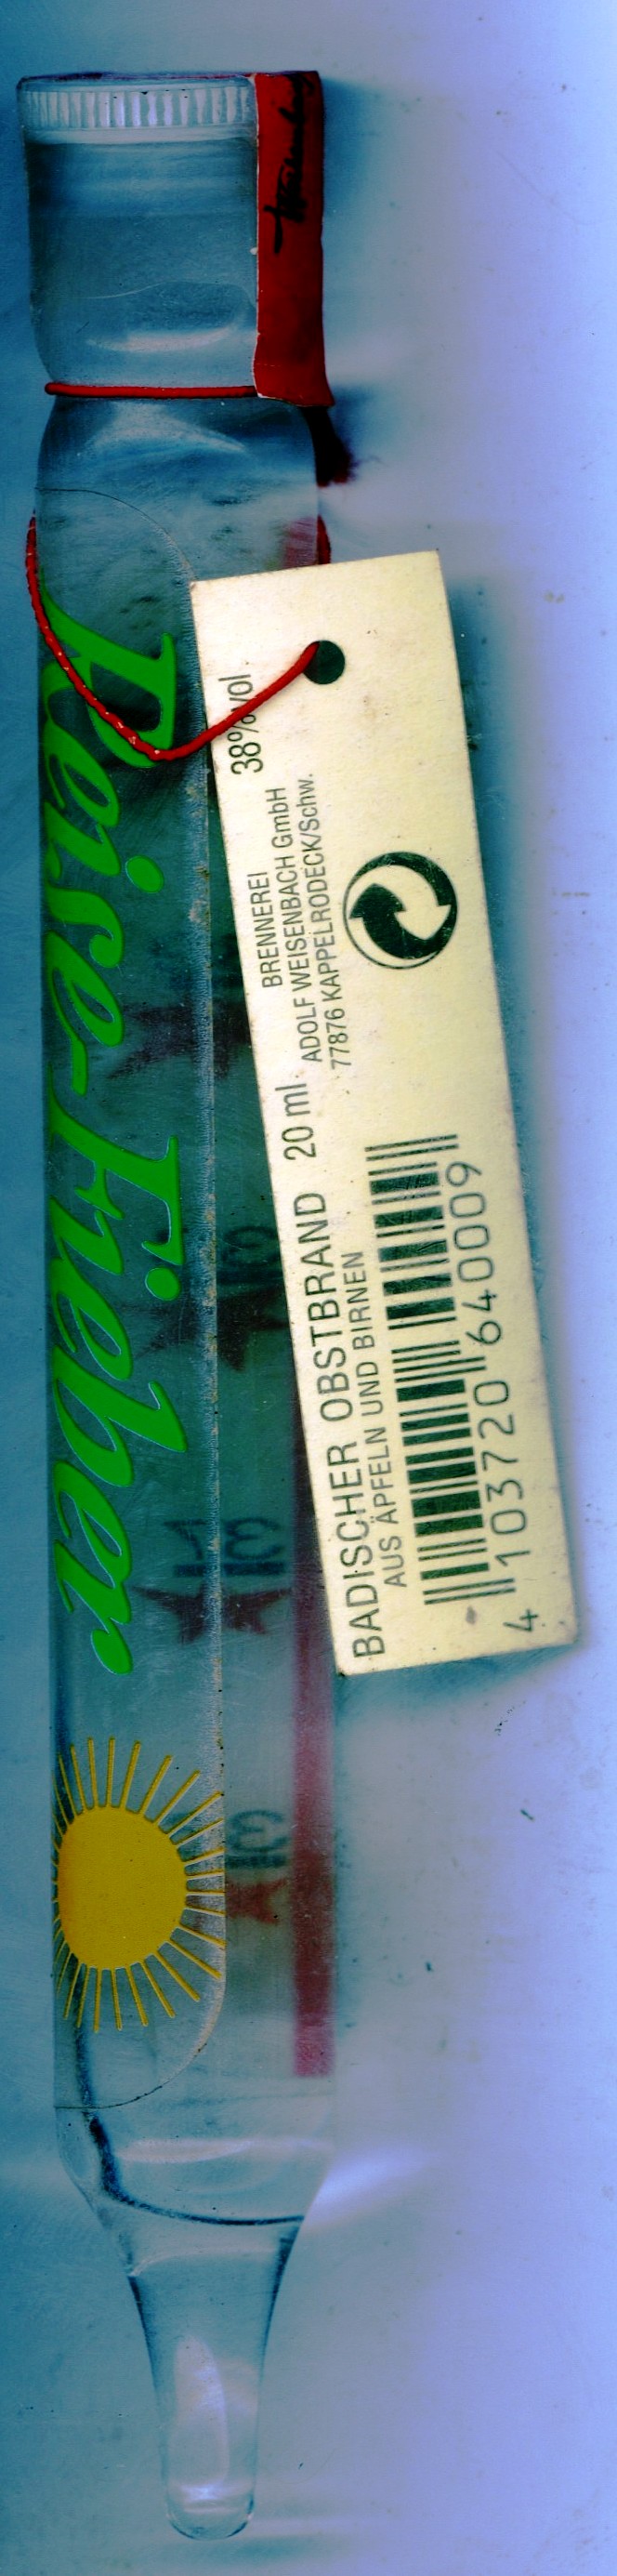 Reise-Fieber
38%vol
BRENNEREI
ADOLF WEISENBACH GmbH
77876 KAPPELRODECK/Schw.
BADISCHER OBSTBRAND 20 ml
AUS ÄPFELN UND BIRNEN
4 103720 640009